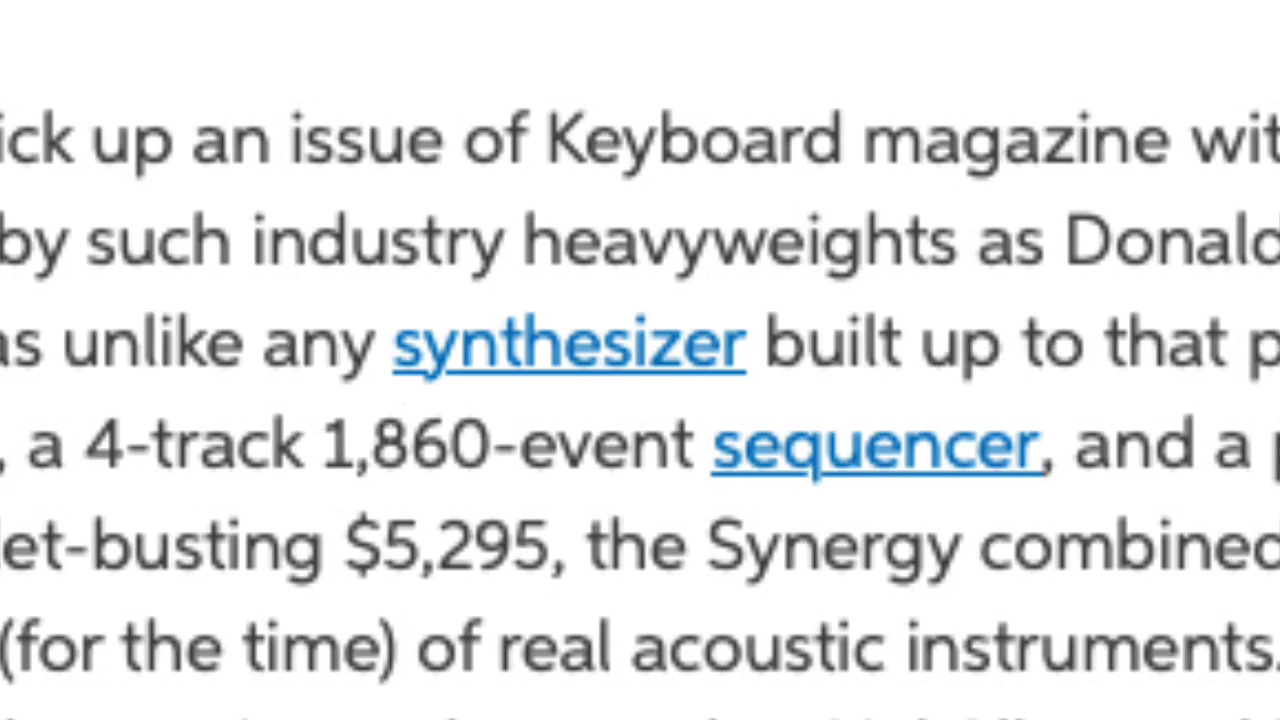 ick up an issue of Keyboard magazine wit
by such industry heavyweights as Donald
as unlike any synthesizer built up to that p
, a 4-track 1,860-event sequencer, and a p
et-busting $5,295, the Synergy combined
(for the time) of real acoustic instruments.